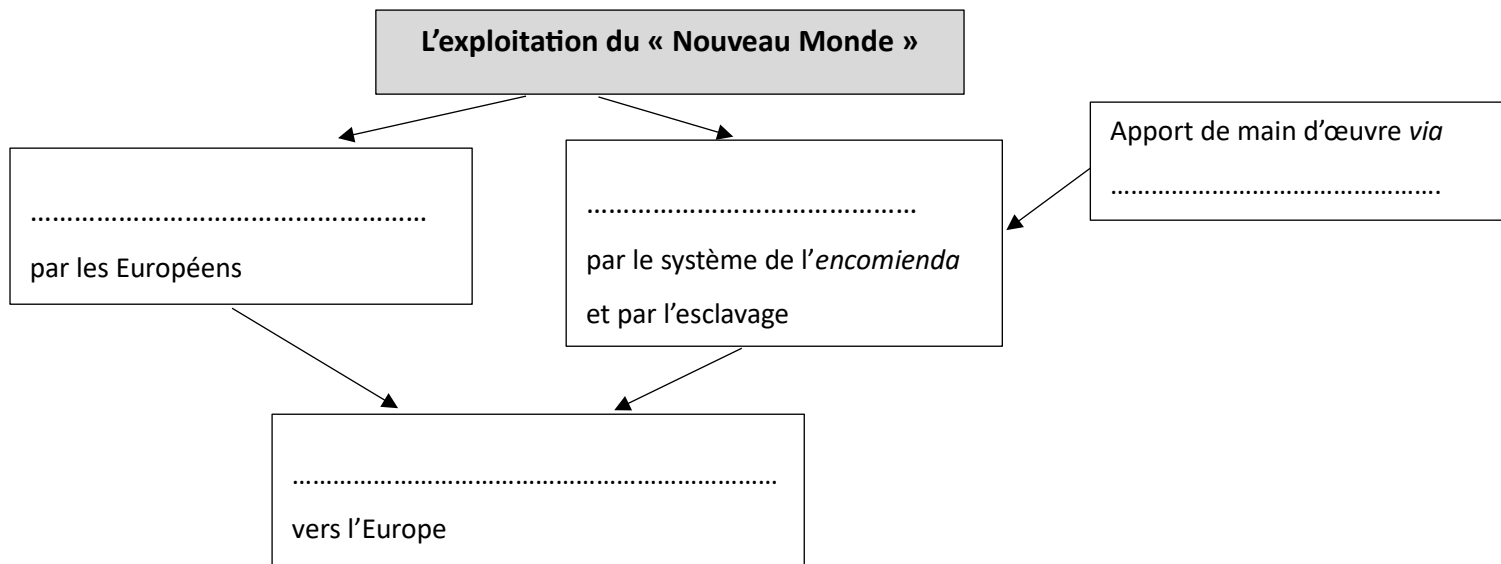 L’exploitation du « Nouveau Monde »
Apport de main d’œuvre via
……………………………………….
……………………………………………….
par les Européens
………………………………………
par le système de l’encomienda
et par l’esclavage
………………………………………………………….
vers l’Europe